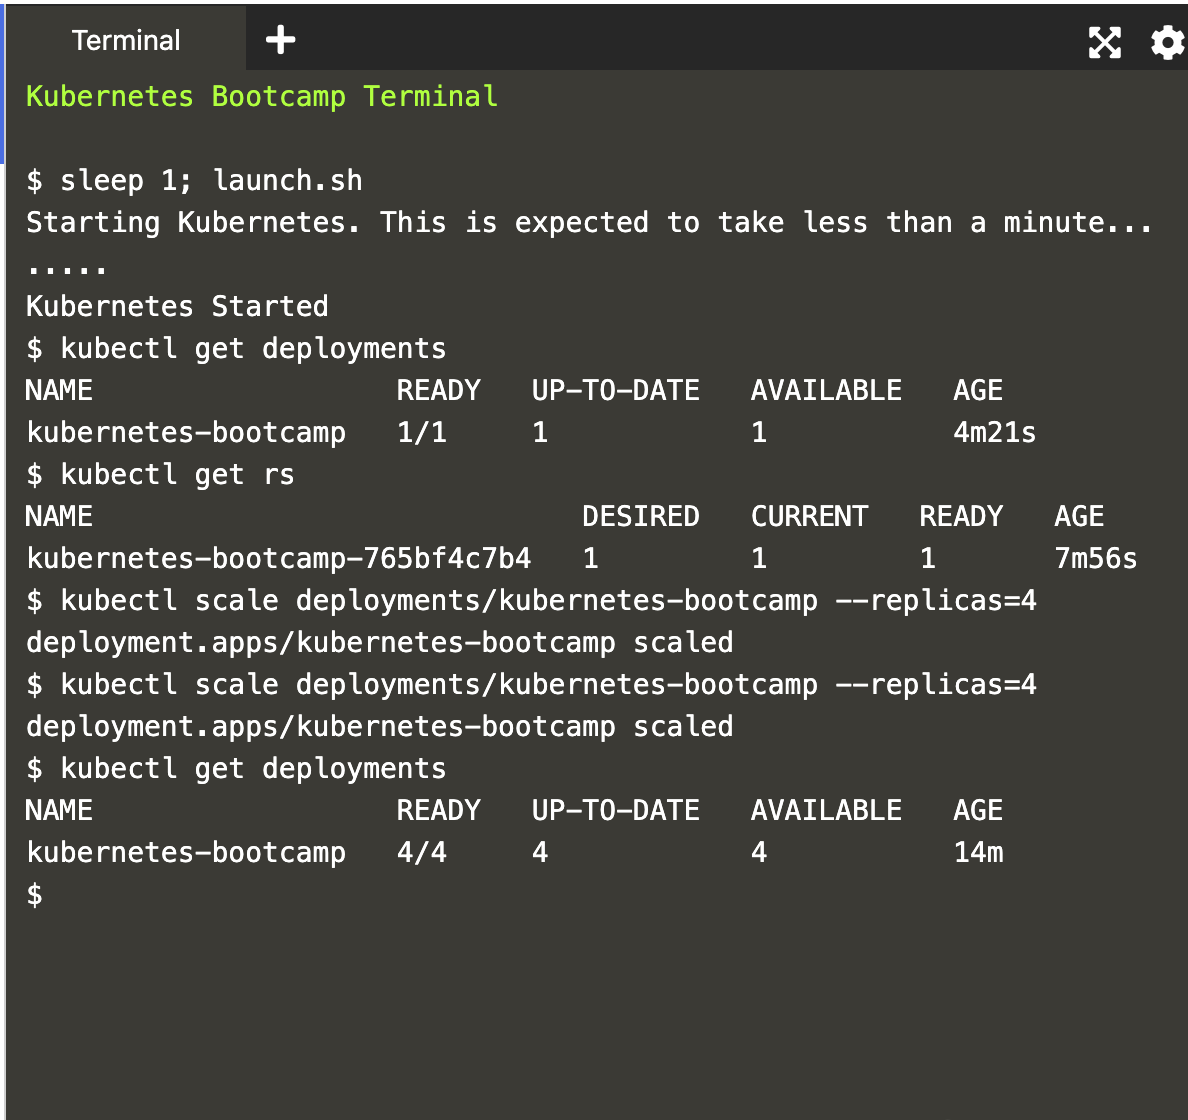 Terminal
Kubernetes Bootcamp Terminal
$ sleep 1; launch.sh
Starting Kubernetes. This is expected to take less than a minute...
.....
Kubernetes Started
$ kubectl get deployments
NAME                  READY   UP-TO-DATE   AVAILABLE   AGE
kubernetes-bootcamp   1/1     1            1           4m21s
$ kubectl get rs
NAME                             DESIRED   CURRENT   READY   AGE
kubernetes-bootcamp-765bf4c7b4   1         1         1       7m56s
$ kubectl scale deployments/kubernetes-bootcamp --replicas=4
deployment.apps/kubernetes-bootcamp scaled
$ kubectl scale deployments/kubernetes-bootcamp --replicas=4
deployment.apps/kubernetes-bootcamp scaled
$ kubectl get deployments
NAME                  READY   UP-TO-DATE   AVAILABLE   AGE
kubernetes-bootcamp   4/4     4            4           14m
$